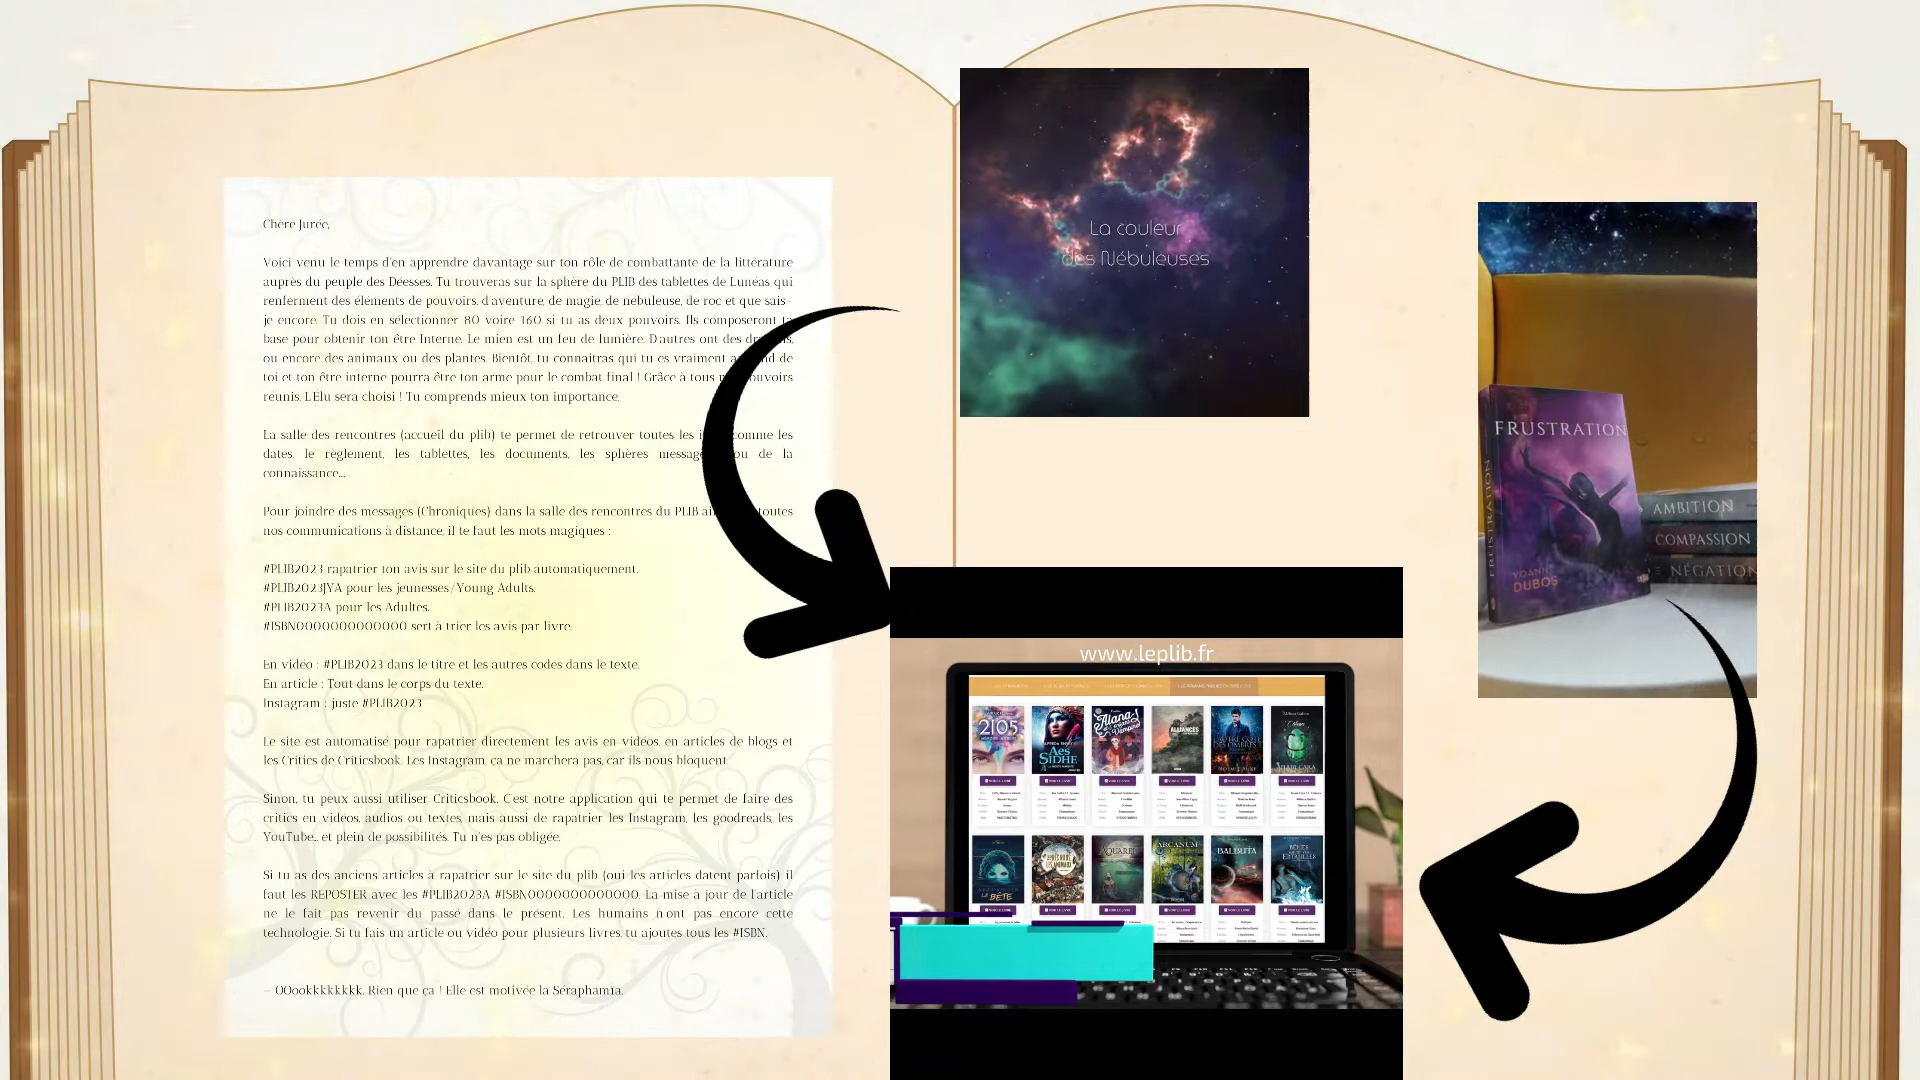 Chère Jurée,
Voici venu le temps d'en apprendre davantage sur ton rôle de combattante de la littérature
auprès du peuple des Déesses. Tu trouveras sur la sphère du PLIB des tablettes de Lunéas qui
renferment des éléments de pouvoirs, d'aventure, de magie, de nébuleuse, de roc et que sais-
je encore. Tu dois en sélectionner 80 voire 160 si tu as deux pouvoirs. Ils composeront ta
base pour obtenir ton être Interne. Le mien est un feu de lumière. D'autres ont des
ou encore des animaux ou des plantes. Bientôt, tu connaitras qui tu es vraiment de
toi et ton être interne pourra être ton arme pour le combat final ! Grâce à tous
réunis, L'Élu sera choisi ! Tu comprends mieux ton importance.
La salle des rencontres (accueil du plib) te permet de retrouver toutes les comme les
dates, le règlement, les tablettes, les documents, les sphères ou de la
connaissance...
Pour joindre des messages (Chroniques) dans la salle des rencontres du PLIB toutes
nos communications à distance, il te faut les mots magiques :
#PLIB2023 rapatrier ton avis sur le site du plib automatiquement.
#PLIB2023JYA pour les jeunesses/Young Adults.
#PLIB2023A pour les Adultes.
#ISBN0000000000000 sert à trier les avis par livre.
En vidéo : #PLIB2023 dans le titre et les autres codes dans le texte.
En article : Tout dans le corps du texte.
Instagram : juste #PLIB2023
Le site est automatisé pour rapatrier directement les avis en vidéos, en articles de blogs et
les Critics de Criticsbook. Les Instagram, ça ne marchera pas, car ils nous bloquent.
Sinon, tu peux aussi utiliser Criticsbook. C'est notre application qui te permet de faire des
critics en vidéos, audios ou textes, mais aussi de rapatrier les Instagram, les goodreads, les
YouTube... et plein de possibilités. Tu n'es pas obligée.
Si tu as des anciens articles à rapatrier sur le site du plib (oui les articles datent parfois) il
faut les REPOSTER avec les #PLIB2023A #ISBN0000000000000. La mise à jour de l'article
ne le fait pas revenir du passé dans le présent. Les humains n'ont pas encore cette
technologie. Si tu fais un article ou vidéo pour plusieurs livres, tu ajoutes tous les #ISBN.
– OOookkkkkkkk. Rien que ça ! Elle est motivée la Séraphamïa.
La couleur
des Nébuleuses
FRUSTRATION
FRUSTRATION
YOANN
DUBOS
AMBITION
COMPASSION
NÉGATION
www.leplib.fr
2105
Aes
SIDHE
Alana
ALLIANCES
LA BÊTE
AQUAREL
ARCANUM
BALBUTA